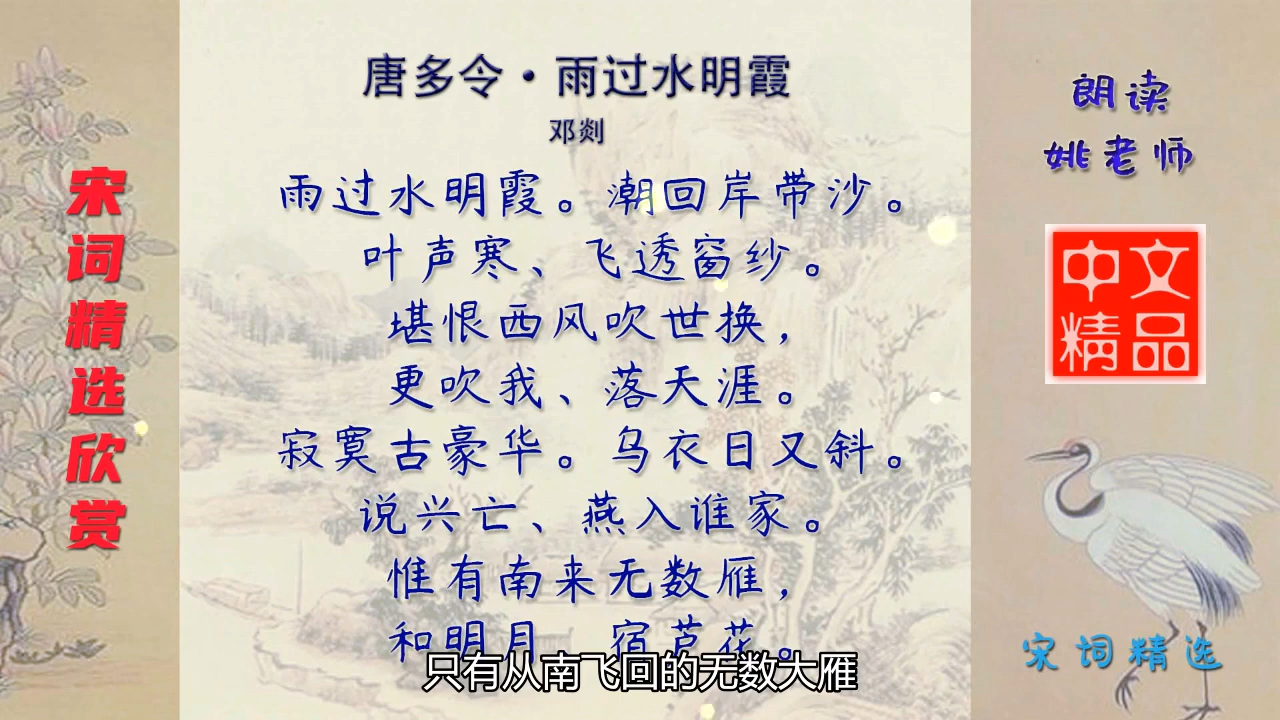 唐多令·雨过水明霞
邓剡
雨过水明霞。潮回岸带沙。
叶声寒、飞透窗纱。
堪恨西风吹世换，
更吹我、落天涯。
寂寞古豪华。乌衣日又斜。
说兴亡、燕入谁家。
惟有南来无数雁，
和明月、宿芦花。
只有从南飞回的无数大雁
宋词精选欣赏
朗读
姚老师
中文
精品
宋词精选